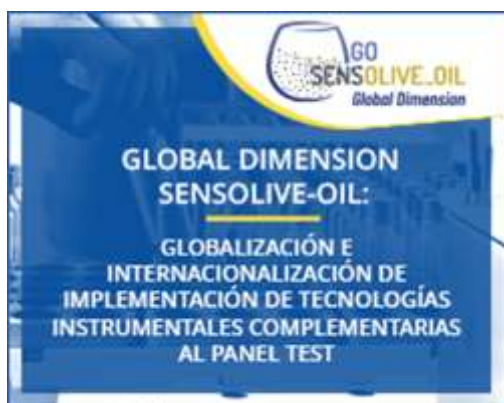 GO
SENSOLIVE_OIL
Global Dimension
GLOBAL DIMENSION
SENSOLIVE-OIL:
GLOBALIZACIÓN E
INTERNACIONALIZACIÓN DE
IMPLEMENTACIÓN DE TECNOLOGÍAS
INSTRUMENTALES COMPLEMENTARIAS
AL PANEL TEST